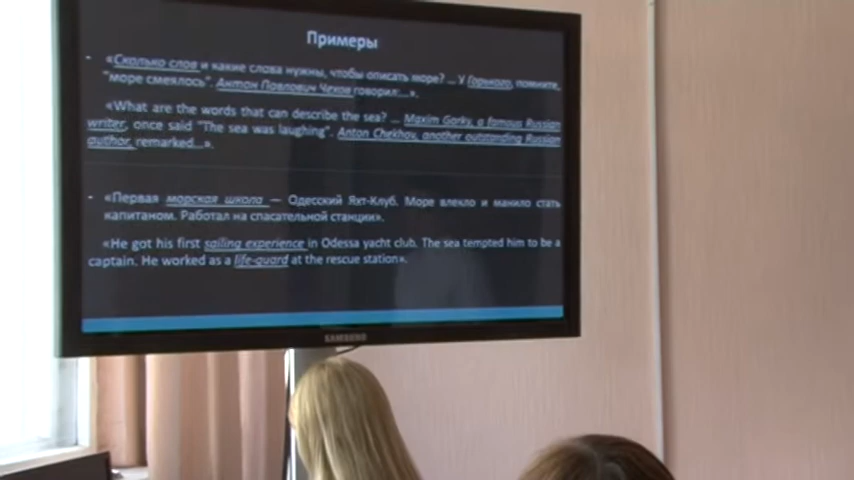 Примеры
- «Сколько слов и какие слова нужны, чтобы описать море? ... У Горького, помните,
"море смеялось". Антон Павлович Чехов говорил:...».
«What are the words that can describe the sea? ... Maxim Gorky, a famous Russian
writer, once said "The sea was laughing". Anton Chekhov, another outstanding Russian
author, remarked...».
- «Первая морская школа — Одесский Яхт-Клуб. Море влекло и манило стать
капитаном. Работал на спасательной станции».
«He got his first sailing experience in Odessa yacht club. The sea tempted him to be a
captain. He worked as a life-guard at the rescue station».
SAMSUNG